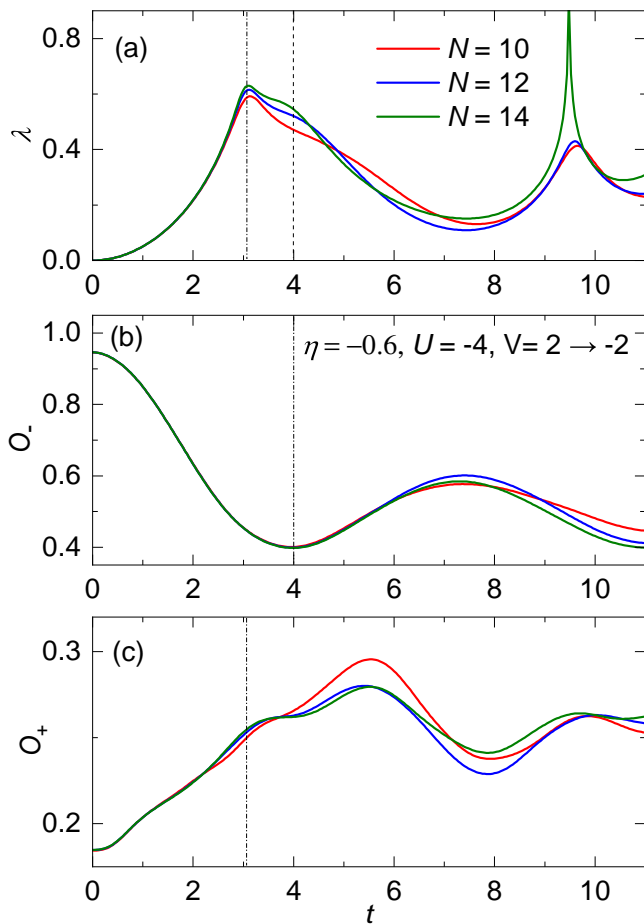 (a)
N = 10
N = 12
N = 14
λ
0.8
0.4
0.0
0 2 4 6 8 10
(b)
η = −0.6, U = -4, V= 2 → -2
O-
1.0
0.8
0.6
0.4
0 2 4 6 8 10
(c)
O+
0.3
0.2
0 2 4 6 8 10
t